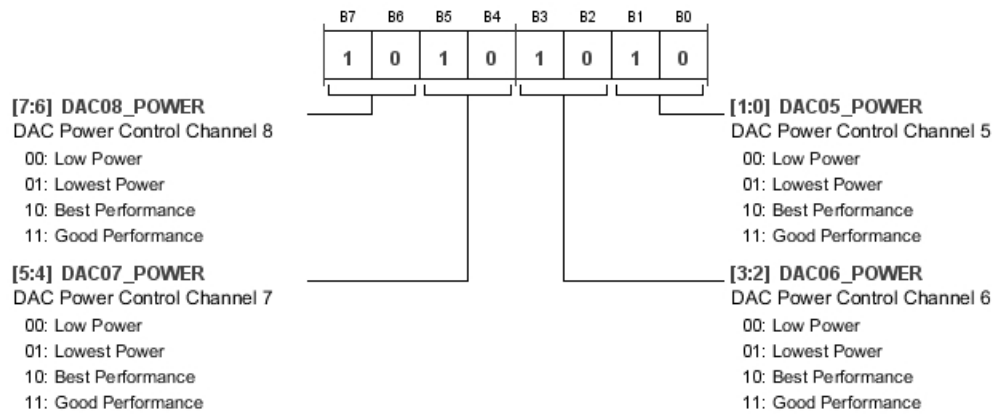 B7 B6 B5 B4 B3 B2 B1 B0
1 0 1 0 1 0 1 0
[7:6] DAC08_POWER
DAC Power Control Channel 8
00: Low Power
01: Lowest Power
10: Best Performance
11: Good Performance
[5:4] DAC07_POWER
DAC Power Control Channel 7
00: Low Power
01: Lowest Power
10: Best Performance
11: Good Performance
[1:0] DAC05_POWER
DAC Power Control Channel 5
00: Low Power
01: Lowest Power
10: Best Performance
11: Good Performance
[3:2] DAC06_POWER
DAC Power Control Channel 6
00: Low Power
01: Lowest Power
10: Best Performance
11: Good Performance